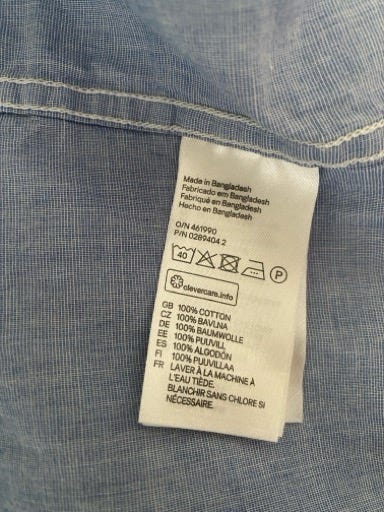 Made in Bangladesh
Fabricado em Bangladesh
Fabriqué en Bangladesh
Hecho en Bangladesh
O/N 461990
P/N 0289404 2
40 P
clevercare.info
GB 100% COTTON
CZ 100% BAVLNA
DE 100% BAUMWOLLE
EE 100% PUUVILL
ES 100% ALGODÓN
FI 100% PUUVILLAA
FR LAVER À LA MACHINE À
L'EAU TIÈDE.
BLANCHIR SANS CHLORE SI
NÉCESSAIRE.